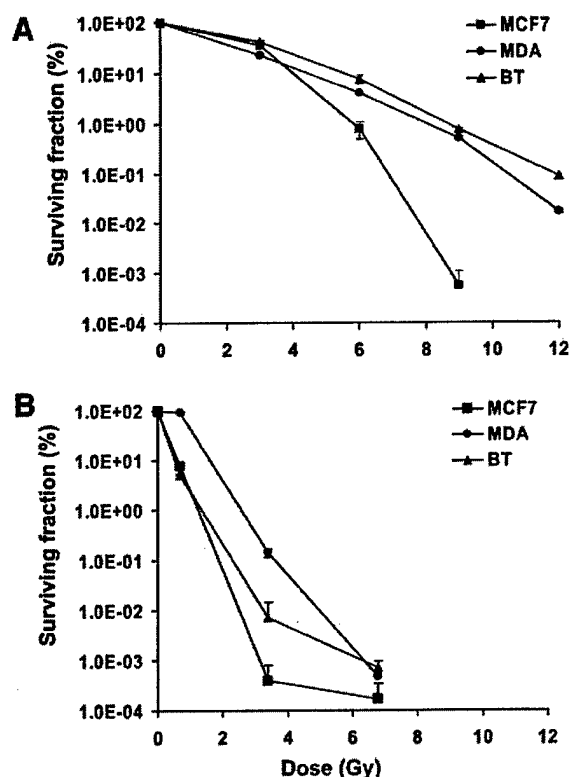 A
Surviving fraction (%)
1.0E+02
1.0E+01
1.0E+00
1.0E-01
1.0E-02
1.0E-03
1.0E-04
0 2 4 6 8 10 12
MCF7
MDA
BT
B
Surviving fraction (%)
1.0E+02
1.0E+01
1.0E+00
1.0E-01
1.0E-02
1.0E-03
1.0E-04
0 2 4 6 8 10 12
Dose (Gy)
MCF7
MDA
BT